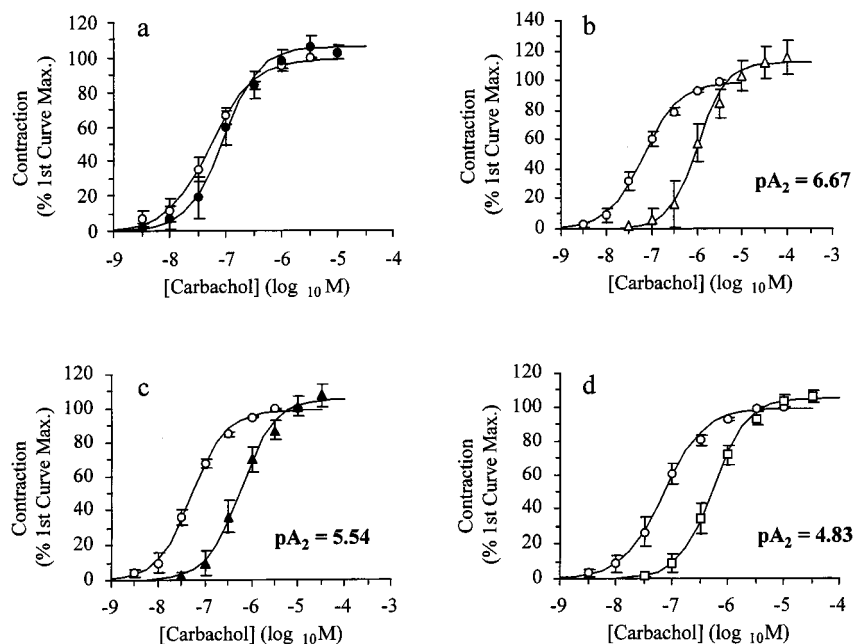 a
120
100
80
60
40
20
0
Contraction
(% 1st Curve Max.)
-9 -8 -7 -6 -5 -4
[Carbachol] (log 10M)
b
140
120
100
80
60
40
20
0
Contraction
(% 1st Curve Max.)
pA2 = 6.67
-9 -8 -7 -6 -5 -4 -3
[Carbachol] (log 10M)
c
120
100
80
60
40
20
0
Contraction
(% 1st Curve Max.)
pA2 = 5.54
-9 -8 -7 -6 -5 -4 -3
[Carbachol] (log 10M)
d
120
100
80
60
40
20
0
Contraction
(% 1st Curve Max.)
pA2 = 4.83
-9 -8 -7 -6 -5 -4
[Carbachol] (log 10M)